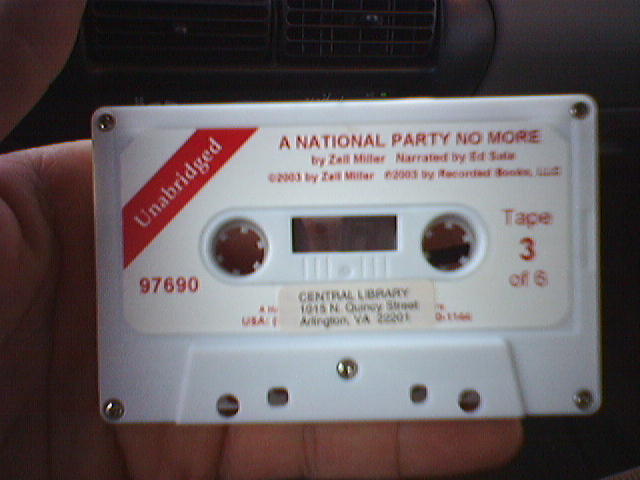 A NATIONAL PARTY NO MORE
by Zell Miller Narrated by Ed Sala
©2003 by Zell Miller ℗2003 by Recorded Books, LLC
Unabridged
Tape
3
of 6
97690
CENTRAL LIBRARY
1015 N. Quincy Street
Arlington, VA 22201
USA: